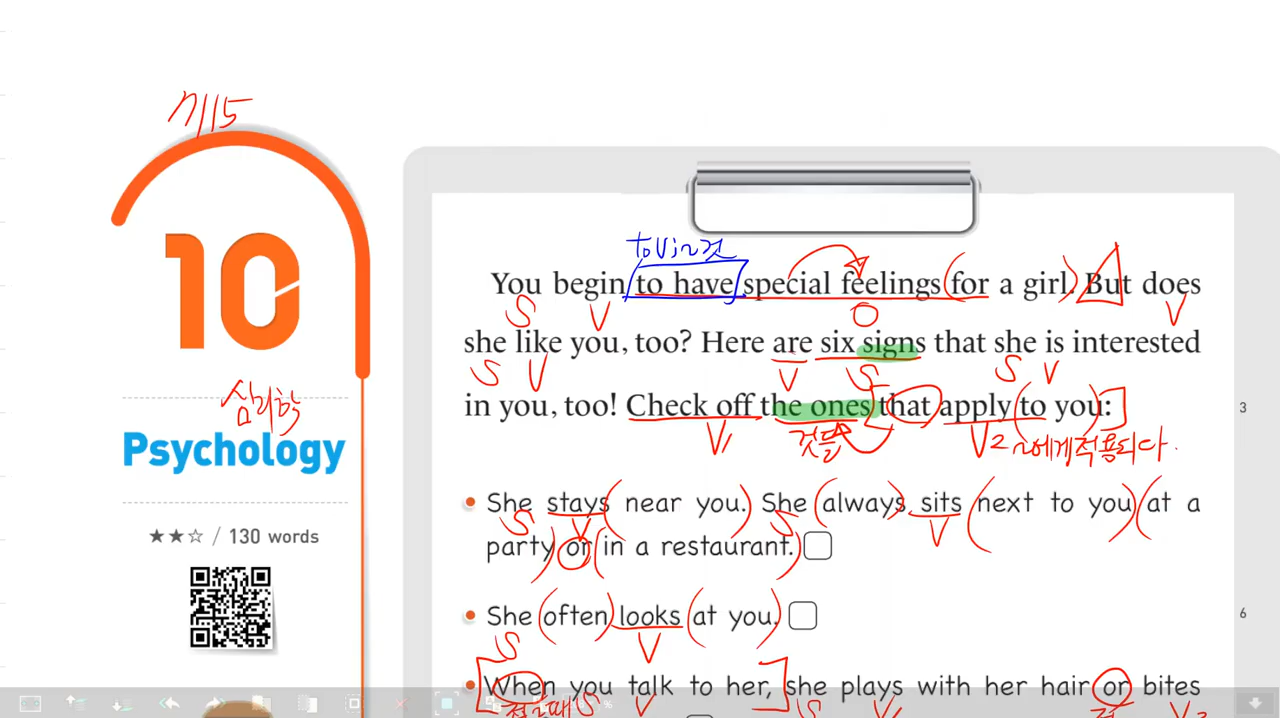 7/15
10
심리학
Psychology
★★☆ / 130 words
to V ~것
You begin to have special feelings for a girl. But does
S V O V
she like you, too? Here are six signs that she is interested
S V V S S V
in you, too! Check off the ones that apply to you:
3
V1 것들 V2 ~에게 적용되다.
• She stays near you. She always sits next to you at a
S V S V
party or in a restaurant.
• She often looks at you.
6
S V
• When you talk to her, she plays with her hair or bites
S V S